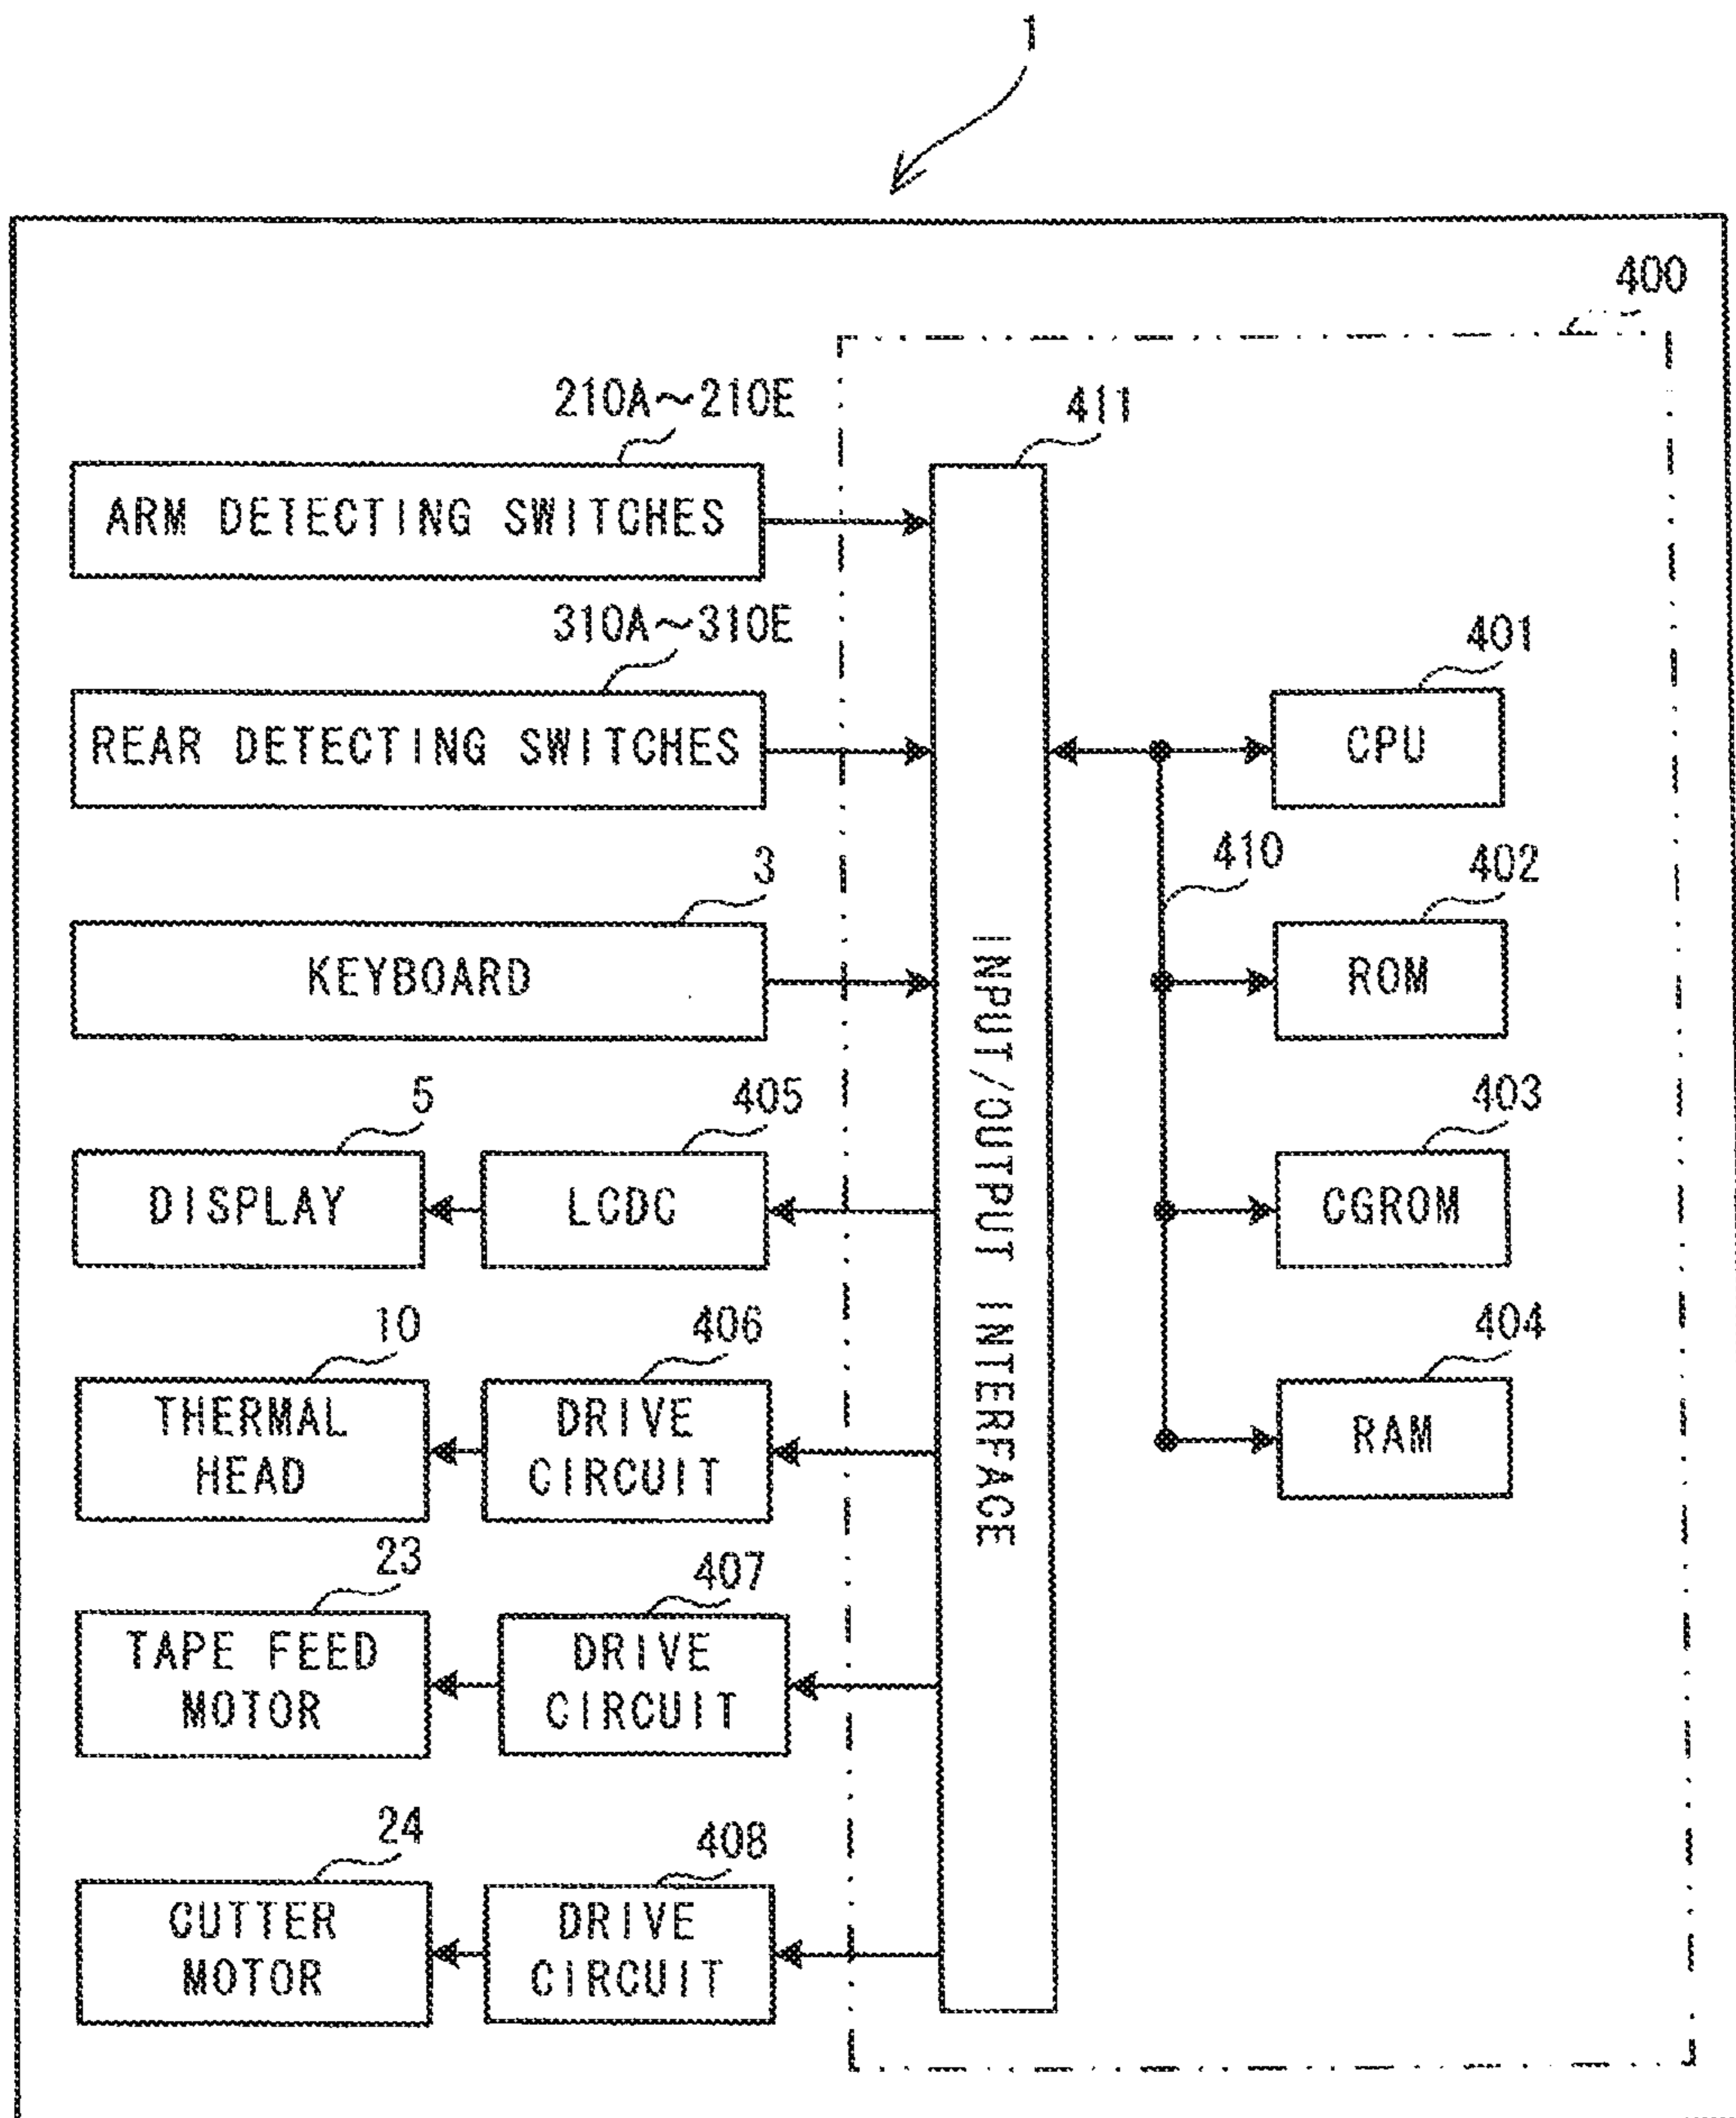 1
400
210A~210E
411
ARM DETECTING SWITCHES
310A~310E
401
REAR DETECTING SWITCHES
CPU
3
410
402
KEYBOARD
ROM
INPUT/OUTPUT INTERFACE
5
405
403
DISPLAY
LCDC
CGROM
10
406
404
THERMAL
HEAD
DRIVE
CIRCUIT
RAM
23
407
TAPE FEED
MOTOR
DRIVE
CIRCUIT
24
408
CUTTER
MOTOR
DRIVE
CIRCUIT